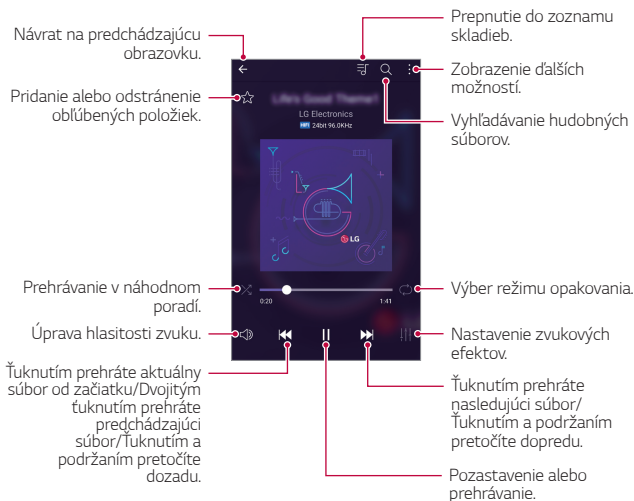 Návrat na predchádzajúcu
obrazovku.
Pridanie alebo odstránenie
obľúbených položiek.
Prehrávanie v náhodnom
poradí.
Úprava hlasitosti zvuku.
Ťuknutím prehráte aktuálny
súbor od začiatku/Dvojitým
ťuknutím prehráte
predchádzajúci
súbor/Ťuknutím a
podržaním pretočíte
dozadu.
Life's Good Theme1
LG Electronics
HIFI 24bit 96.0KHz
LG
0:20
1:41
Prepnutie do zoznamu
skladieb.
Zobrazenie ďalších
možností.
Vyhľadávanie hudobných
súborov.
Výber režimu opakovania.
Nastavenie zvukových
efektov.
Ťuknutím prehráte
nasledujúci súbor/
Ťuknutím a podržaním
pretočíte dopredu.
Pozastavenie alebo
prehrávanie.